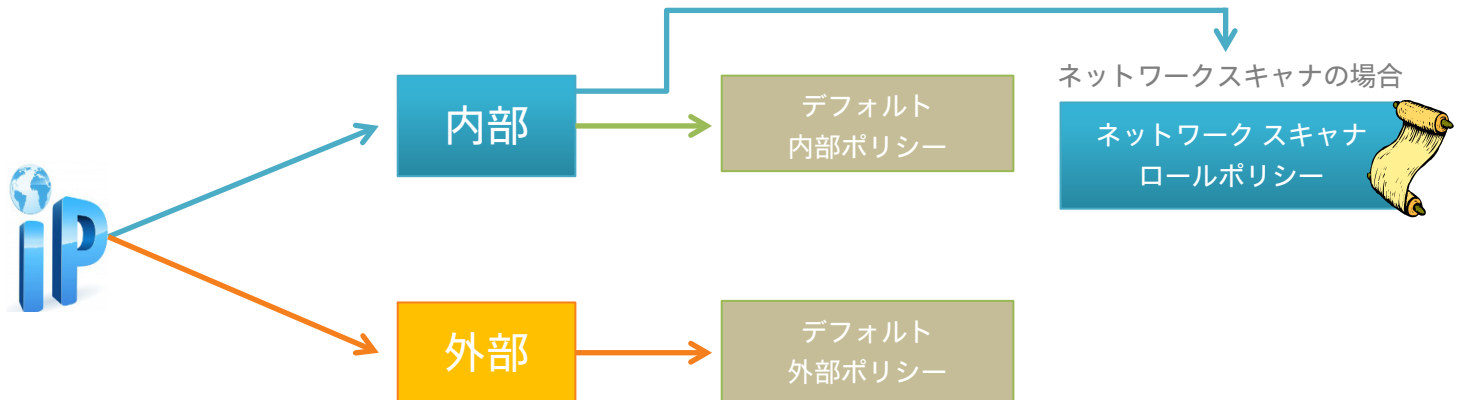 iP
内部
デフォルト
内部ポリシー
ネットワークスキャナの場合
ネットワーク スキャナ
ロールポリシー
外部
デフォルト
外部ポリシー